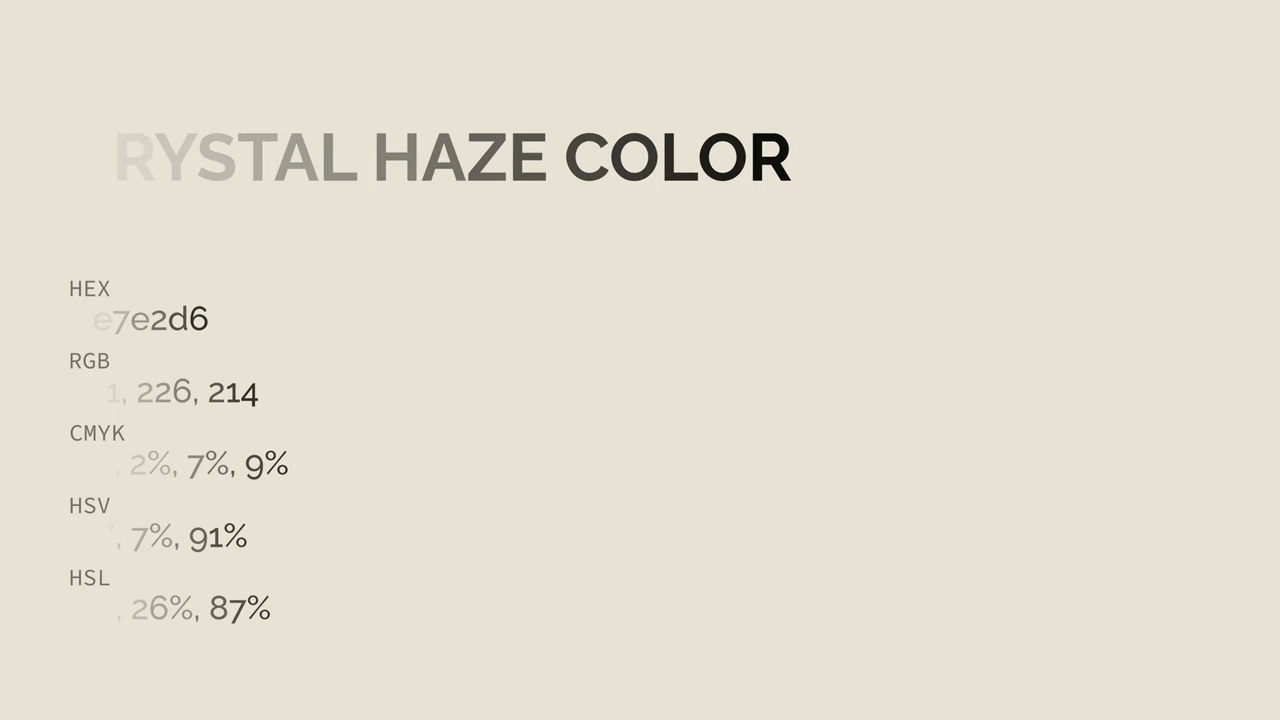 RYSTAL HAZE COLOR
HEX
e7e2d6
RGB
1, 226, 214
CMYK
, 2%, 7%, 9%
HSV
°, 7%, 91%
HSL
, 26%, 87%